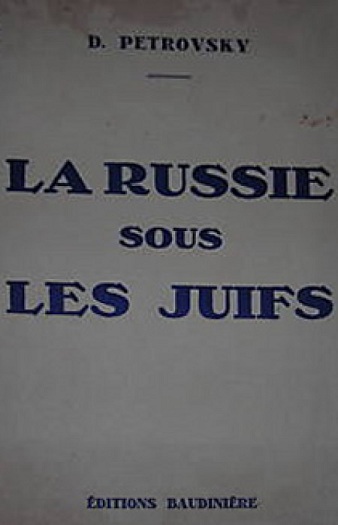 D. PETROVSKY
LA RUSSIE
SOUS
LES JUIFS
ÉDITIONS BAUDINIÈRE